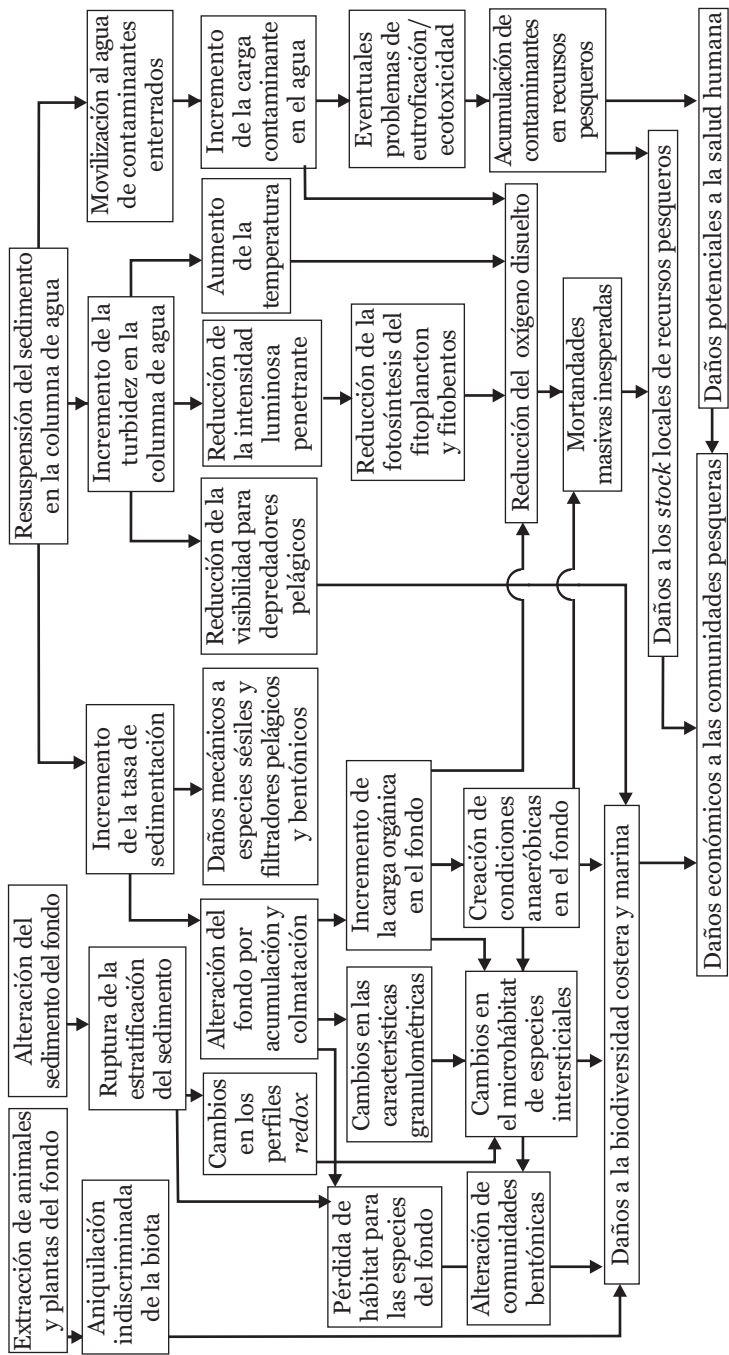 Extracción de animales
y plantas del fondo
Alteración del
sedimento del fondo
Resuspensión del sedimento
en la columna de agua
Aniquilación
indiscriminada
de la biota
Ruptura de la
estratificación
del sedimento
Incremento
de la tasa de
sedimentación
Incremento de la
turbidez en la
columna de agua
Movilización al agua
de contaminantes
enterrados
Cambios
en los
perfiles
redox
Alteración del
fondo por
acumulación y
colmatación
Daños mecánicos a
especies sésiles y
filtradores pelágicos
y bentónicos
Reducción de la
visibilidad para
depredadores
pelágicos
Reducción de
la intensidad
luminosa
penetrante
Aumento
de la
temperatura
Incremento
de la carga
contaminante
en el agua
Pérdida de
hábitat para
las especies
del fondo
Cambios en las
características
granulométricas
Incremento de
la carga orgánica
en el fondo
Reducción de la
fotosíntesis del
fitoplancton
y fitobentos
Eventuales
problemas de
eutroficación/
ecotoxicidad
Alteración de
comunidades
bentónicas
Cambios en
el microhábitat
de especies
intersticiales
Creación de
condiciones
anaeróbicas
en el fondo
Reducción del oxígeno disuelto
Acumulación de
contaminantes
en recursos
pesqueros
Mortandades
masivas inesperadas
Daños a la biodiversidad costera y marina
Daños a los stock locales de recursos pesqueros
Daños económicos a las comunidades pesqueras
Daños potenciales a la salud humana